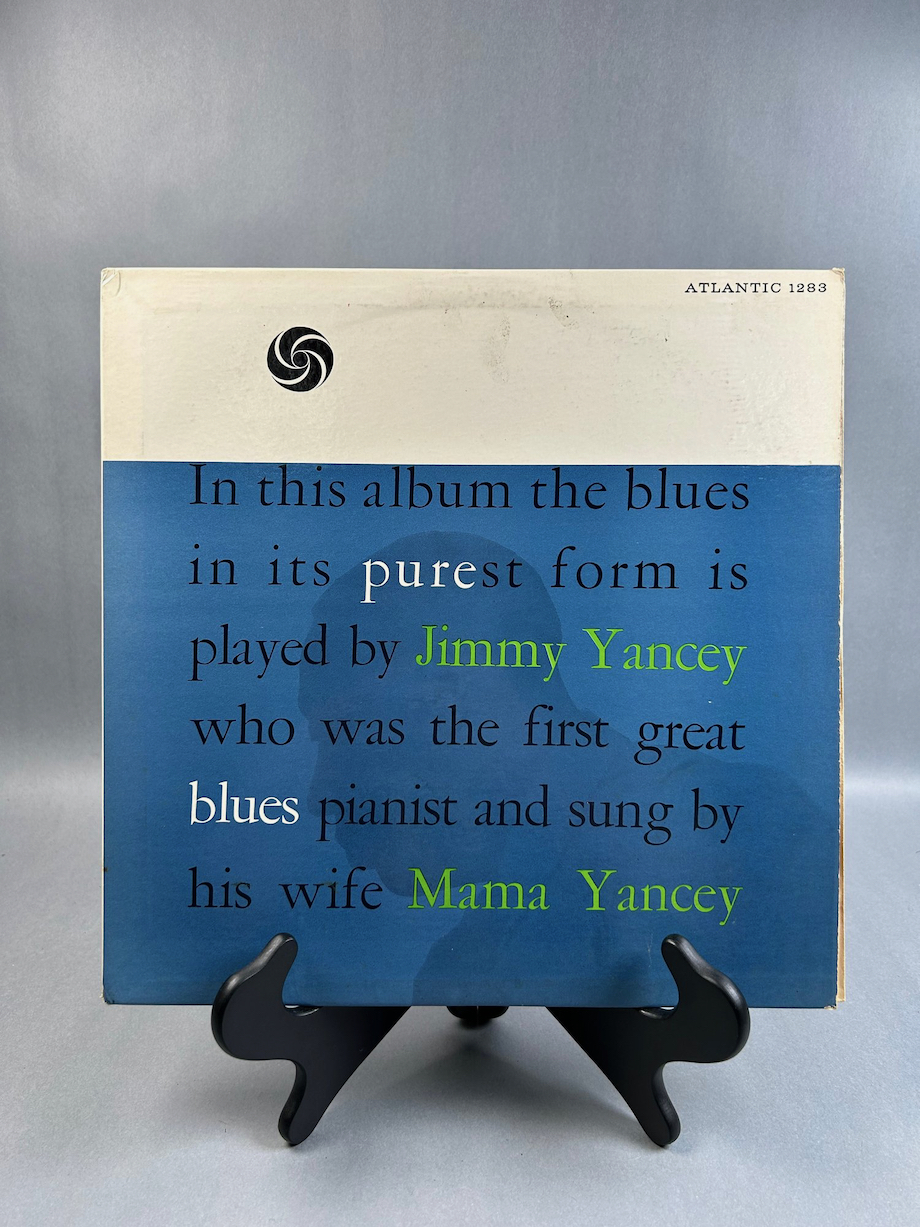 ATLANTIC 1283
In this album the blues
in its purest form is
played by Jimmy Yancey
who was the first great
blues pianist and sung by
his wife Mama Yancey